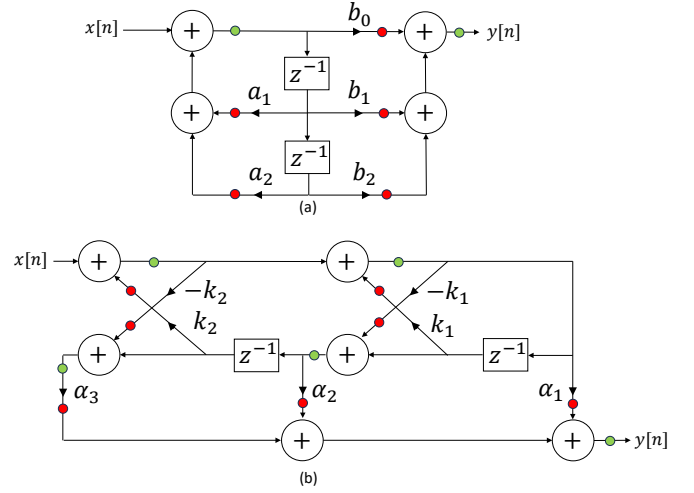 x[n] b₀ y[n]
z⁻¹
a₁ b₁
z⁻¹
a₂ b₂
(a)
x[n]
-k₂ -k₁
k₂ k₁
z⁻¹ z⁻¹
α₃ α₂ α₁
y[n]
(b)